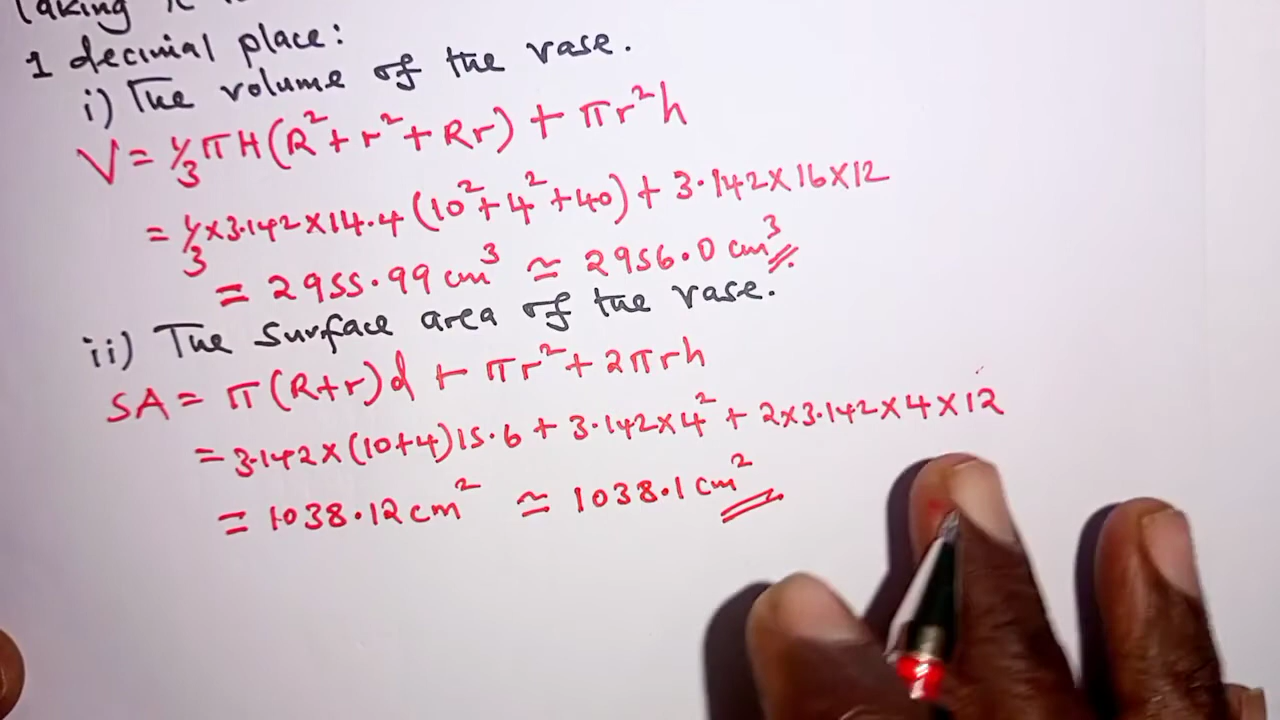 Taking π
1 decimal place:
i) The volume of the vase.
V = 1/3 π H (R² + r² + Rr) + πr²h
= 1/3 × 3.142 × 14.4 (10² + 4² + 40) + 3.142 × 16 × 12
= 2955.99 cm³ ≃ 2956.0 cm³
ii) The surface area of the vase.
SA = π(R+r)d + πr² + 2πrh
= 3.142 × (10+4)15.6 + 3.142 × 4² + 2 × 3.142 × 4 × 12
= 1038.12 cm² ≃ 1038.1 cm²